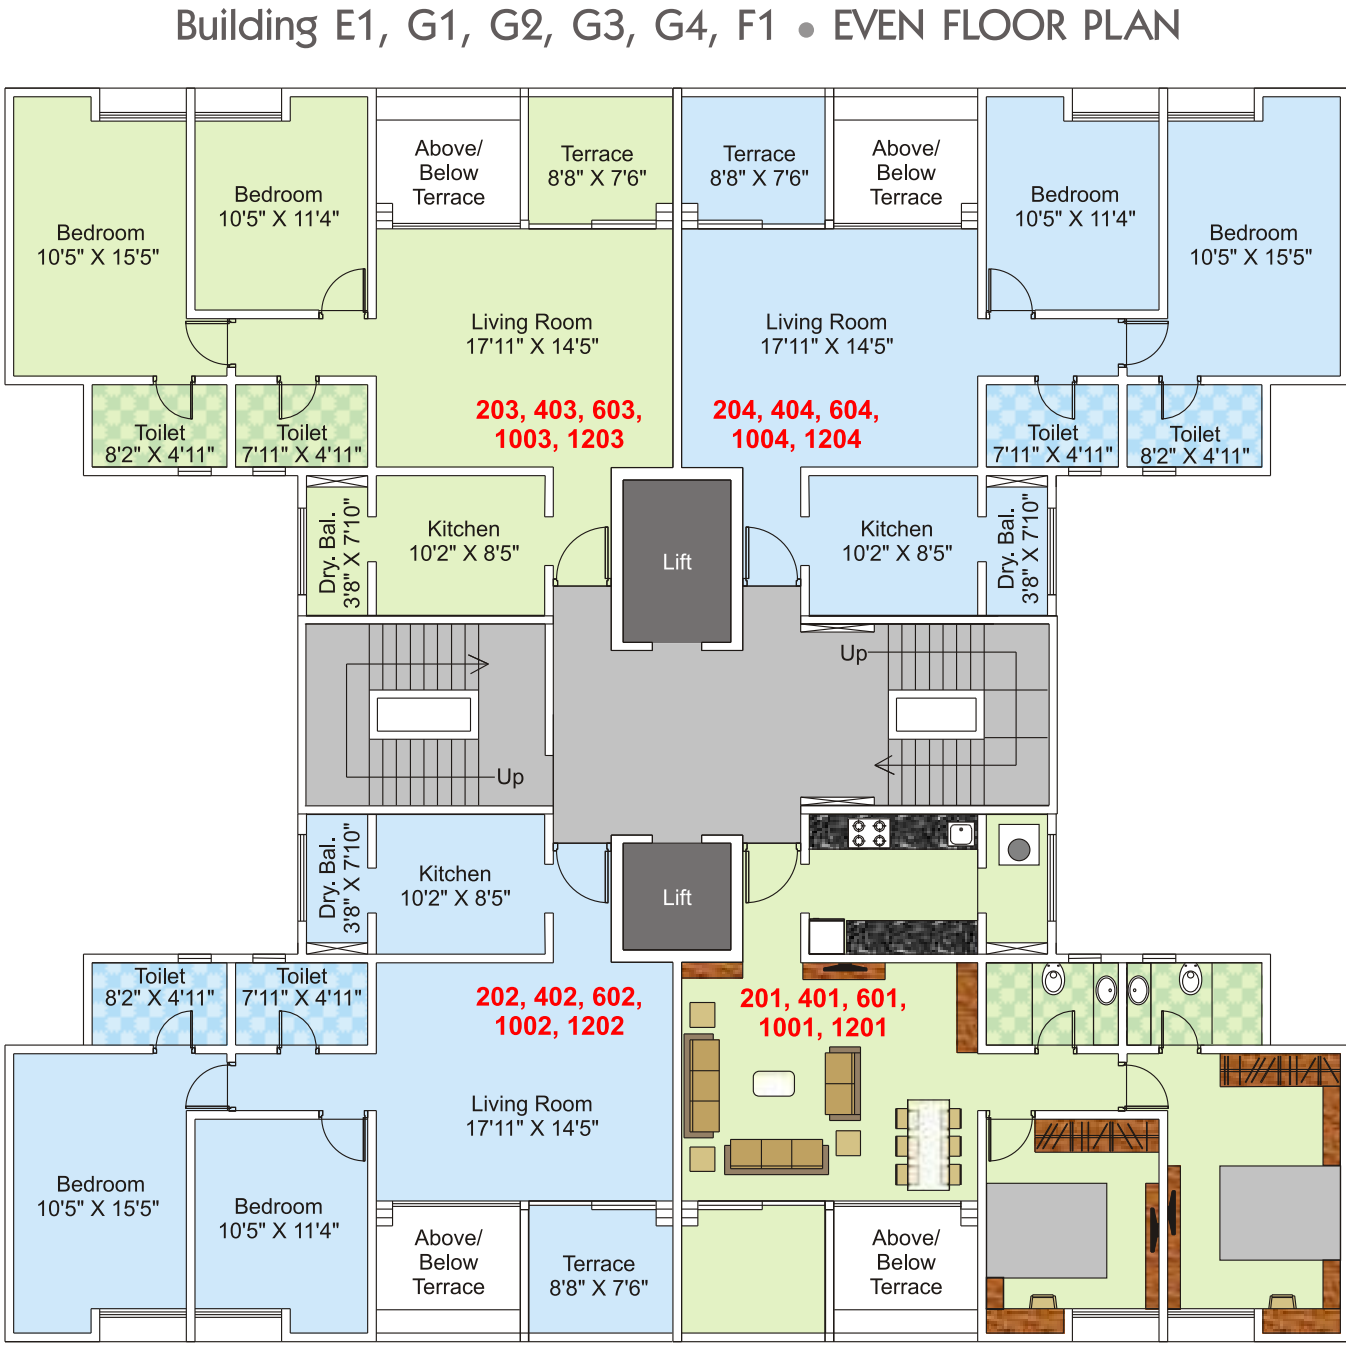 Building E1, G1, G2, G3, G4, F1 • EVEN FLOOR PLAN
Bedroom
10'5" X 15'5"
Bedroom
10'5" X 11'4"
Above/
Below
Terrace
Terrace
8'8" X 7'6"
Terrace
8'8" X 7'6"
Above/
Below
Terrace
Bedroom
10'5" X 11'4"
Bedroom
10'5" X 15'5"
Living Room
17'11" X 14'5"
Living Room
17'11" X 14'5"
203, 403, 603,
1003, 1203
204, 404, 604,
1004, 1204
Toilet
8'2" X 4'11"
Toilet
7'11" X 4'11"
Toilet
7'11" X 4'11"
Toilet
8'2" X 4'11"
Dry. Bal.
3'8" X 7'10"
Kitchen
10'2" X 8'5"
Lift
Kitchen
10'2" X 8'5"
Dry. Bal.
3'8" X 7'10"
Up
Up
Dry. Bal.
3'8" X 7'10"
Kitchen
10'2" X 8'5"
Lift
Toilet
8'2" X 4'11"
Toilet
7'11" X 4'11"
202, 402, 602,
1002, 1202
201, 401, 601,
1001, 1201
Living Room
17'11" X 14'5"
Bedroom
10'5" X 15'5"
Bedroom
10'5" X 11'4"
Above/
Below
Terrace
Terrace
8'8" X 7'6"
Above/
Below
Terrace